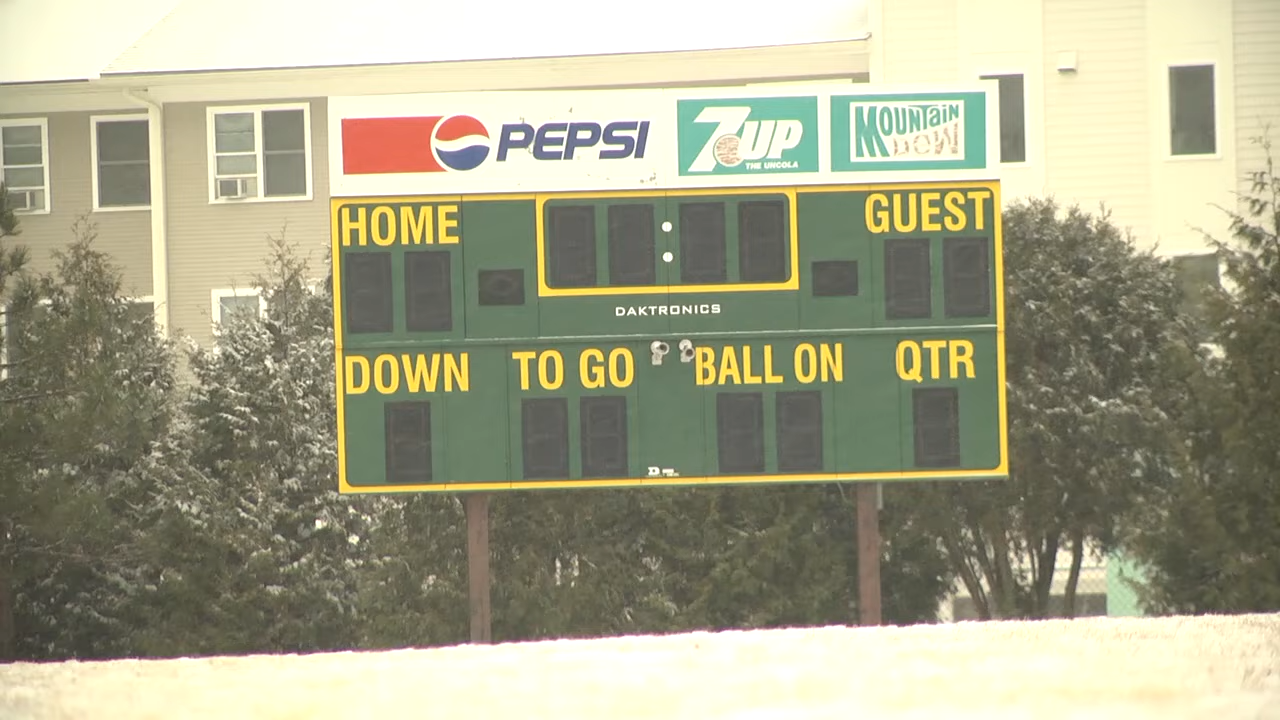 PEPSI
7UP
THE UNCOLA
MOUNTAIN
DEW
HOME
GUEST
DAKTRONICS
DOWN
TO GO
BALL ON
QTR